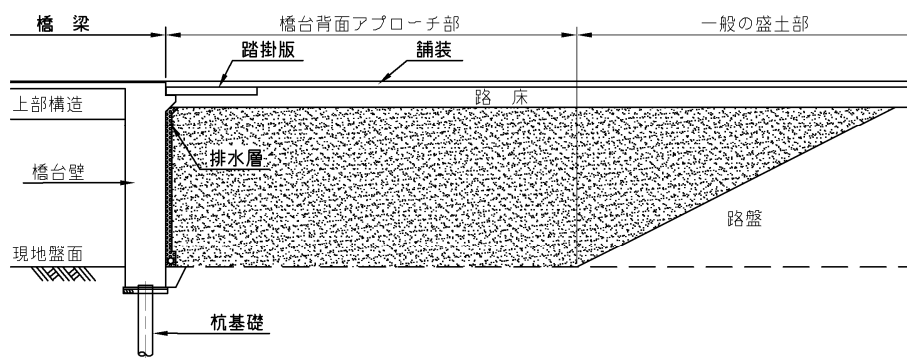 橋 梁
橋台背面アプローチ部
一般の盛土部
踏掛版
舗装
上部構造
路 床
排水層
橋台壁
路盤
現地盤面
杭基礎